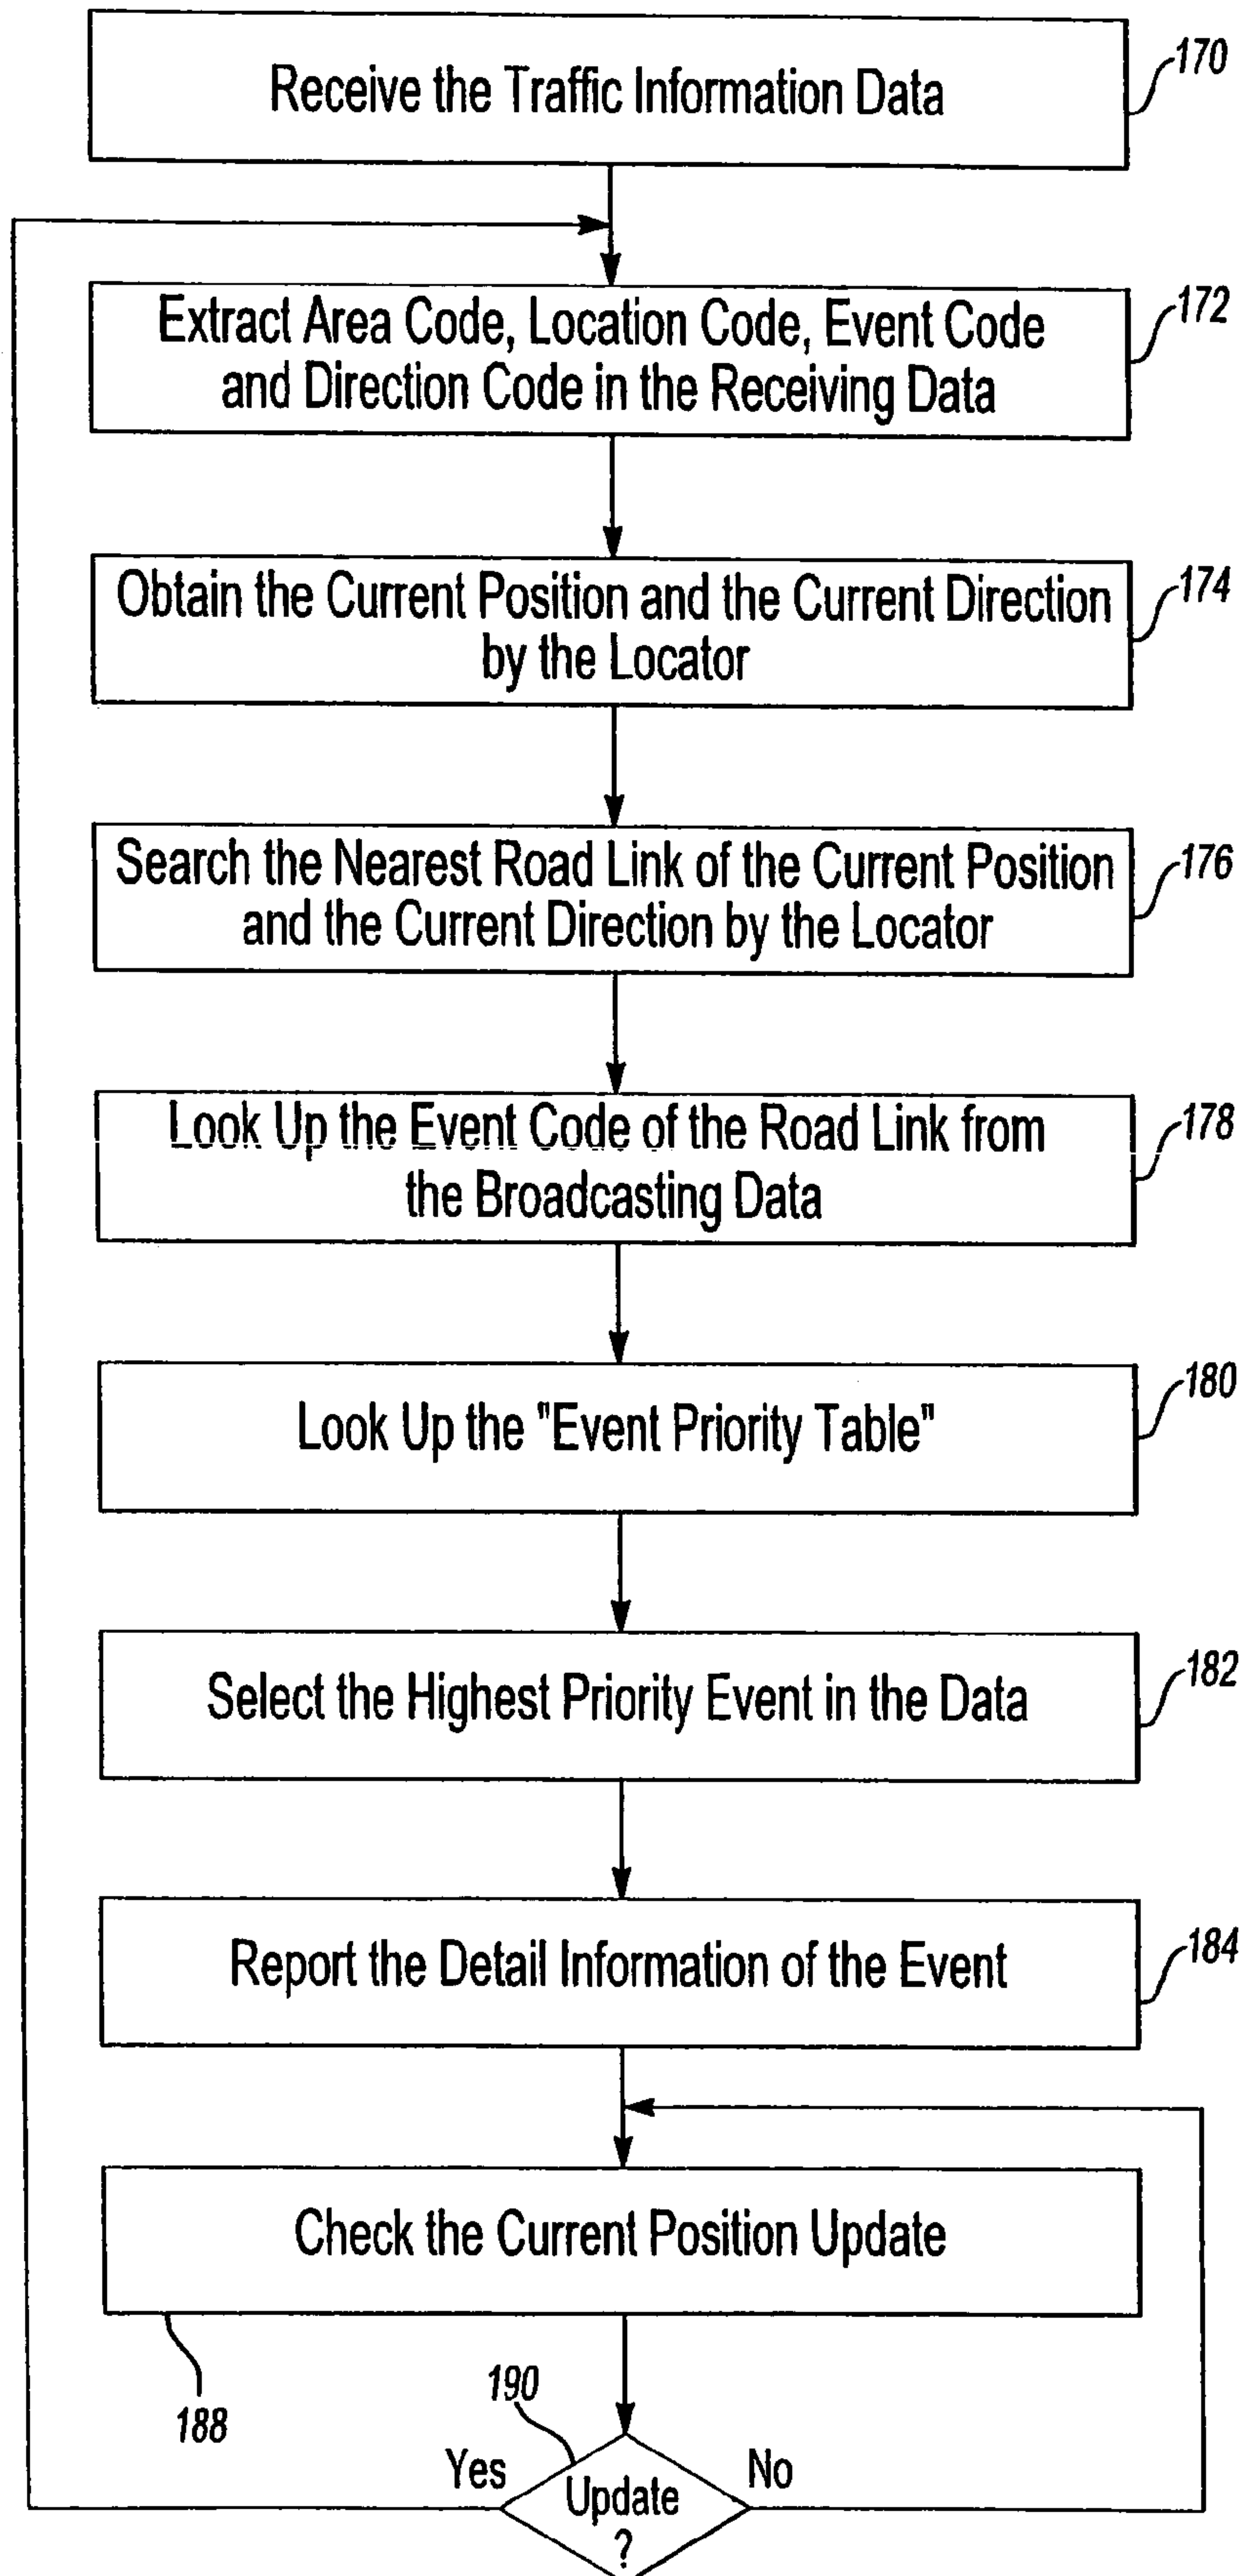 Receive the Traffic Information Data
170
Extract Area Code, Location Code, Event Code
and Direction Code in the Receiving Data
172
Obtain the Current Position and the Current Direction
by the Locator
174
Search the Nearest Road Link of the Current Position
and the Current Direction by the Locator
176
Look Up the Event Code of the Road Link from
the Broadcasting Data
178
Look Up the "Event Priority Table"
180
Select the Highest Priority Event in the Data
182
Report the Detail Information of the Event
184
Check the Current Position Update
188
190
Yes
No
Update
?